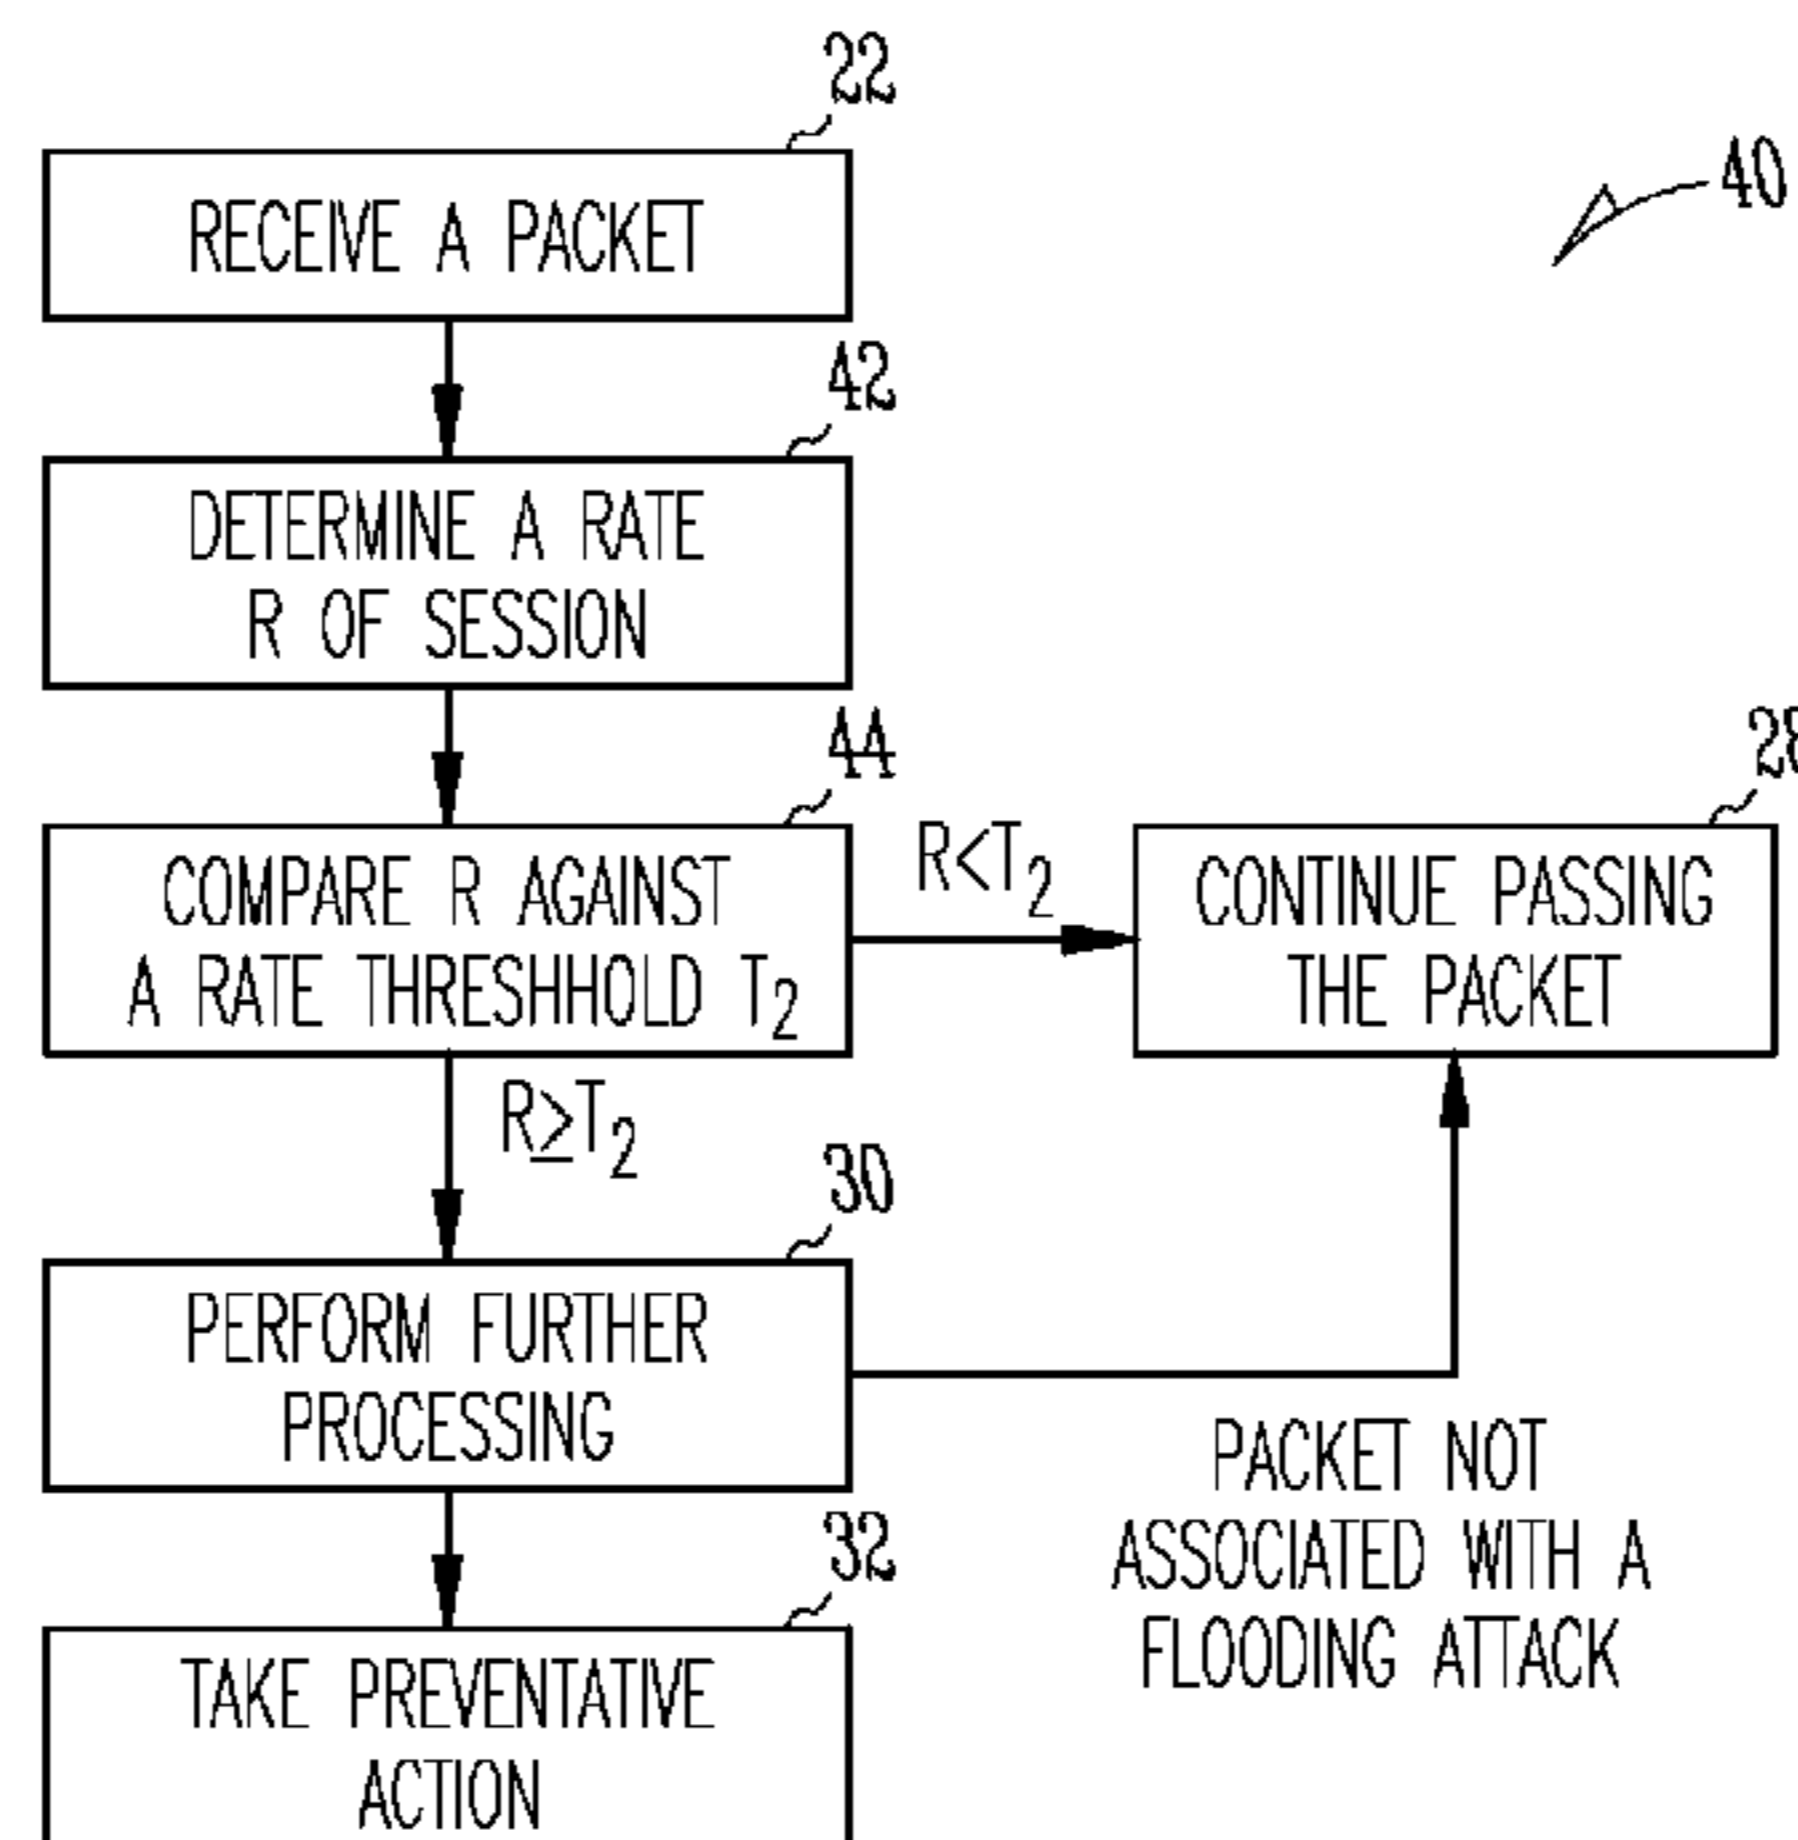 22
RECEIVE A PACKET
40
42
DETERMINE A RATE
R OF SESSION
44
COMPARE R AGAINST
A RATE THRESHHOLD T2
R<T2
28
CONTINUE PASSING
THE PACKET
R≥T2
30
PERFORM FURTHER
PROCESSING
PACKET NOT
ASSOCIATED WITH A
FLOODING ATTACK
32
TAKE PREVENTATIVE
ACTION